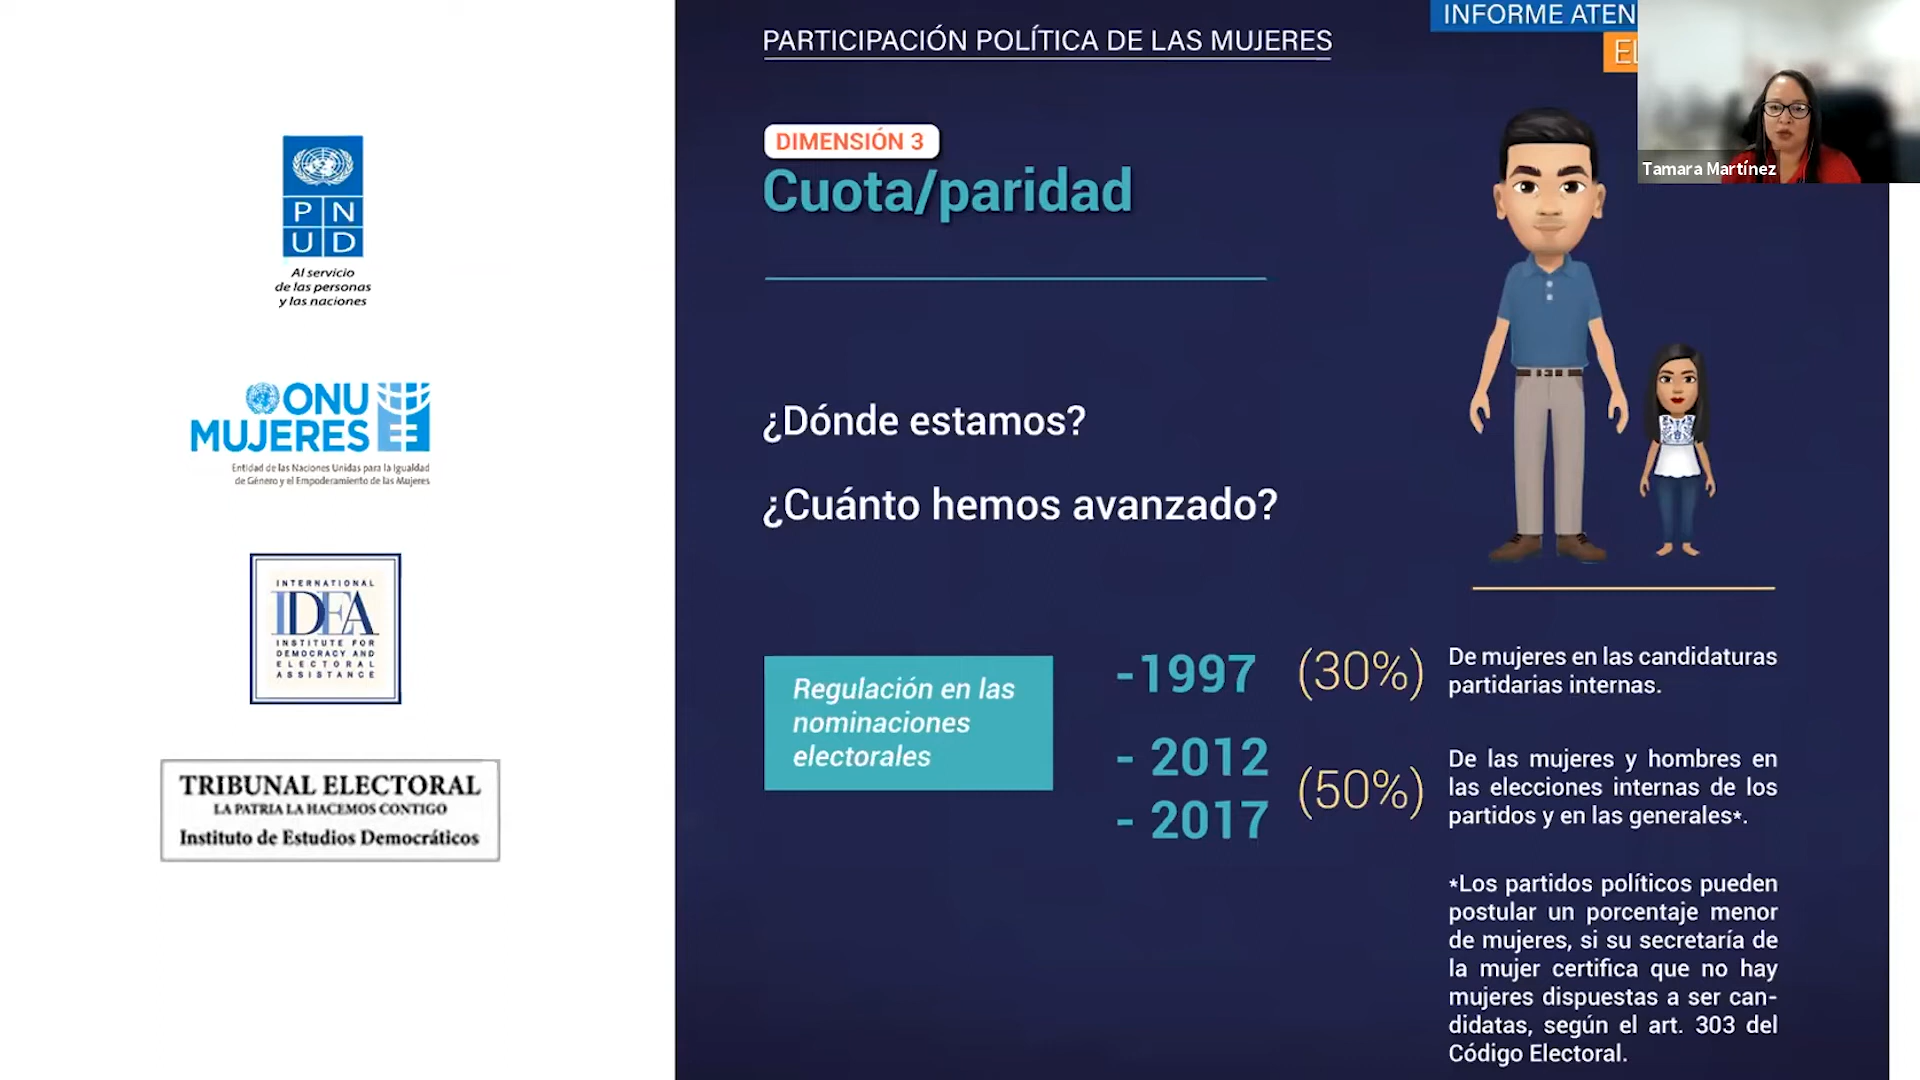 PNUD
Al servicio
de las personas
y las naciones
ONU
MUJERES
Entidad de las Naciones Unidas para la Igualdad
de Género y el Empoderamiento de las Mujeres
INTERNATIONAL
IDEA
INSTITUTE FOR
DEMOCRACY AND
ELECTORAL
ASSISTANCE
TRIBUNAL ELECTORAL
LA PATRIA LA HACEMOS CONTIGO
Instituto de Estudios Democráticos
PARTICIPACIÓN POLÍTICA DE LAS MUJERES
INFORME
Tamara Martínez
DIMENSIÓN 3
Cuota/paridad
¿Dónde estamos?
¿Cuánto hemos avanzado?
Regulación en las
nominaciones
electorales
-1997 (30%)
De mujeres en las candidaturas
partidarias internas.
- 2012
- 2017
(50%)
De las mujeres y hombres en
las elecciones internas de los
partidos y en las generales*.
*Los partidos políticos pueden
postular un porcentaje menor
de mujeres, si su secretaría de
la mujer certifica que no hay
mujeres dispuestas a ser can-
didatas, según el art. 303 del
Código Electoral.